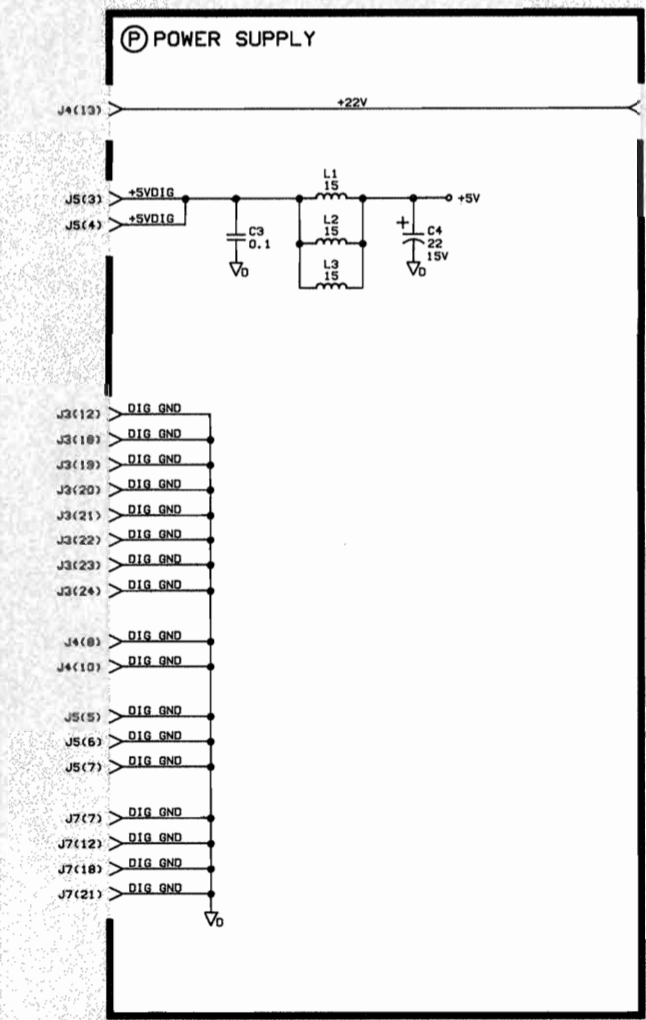 P POWER SUPPLY
J4(13) +22V
J5(3) +5VDIG
J5(4) +5VDIG
L1
15
L2
15
L3
15
+5V
C3
0.1
D
+
C4
22
15V
D
J3(12) DIG GND
J3(18) DIG GND
J3(19) DIG GND
J3(20) DIG GND
J3(21) DIG GND
J3(22) DIG GND
J3(23) DIG GND
J3(24) DIG GND
J4(8) DIG GND
J4(10) DIG GND
J5(5) DIG GND
J5(6) DIG GND
J5(7) DIG GND
J7(7) DIG GND
J7(12) DIG GND
J7(18) DIG GND
J7(21) DIG GND
D